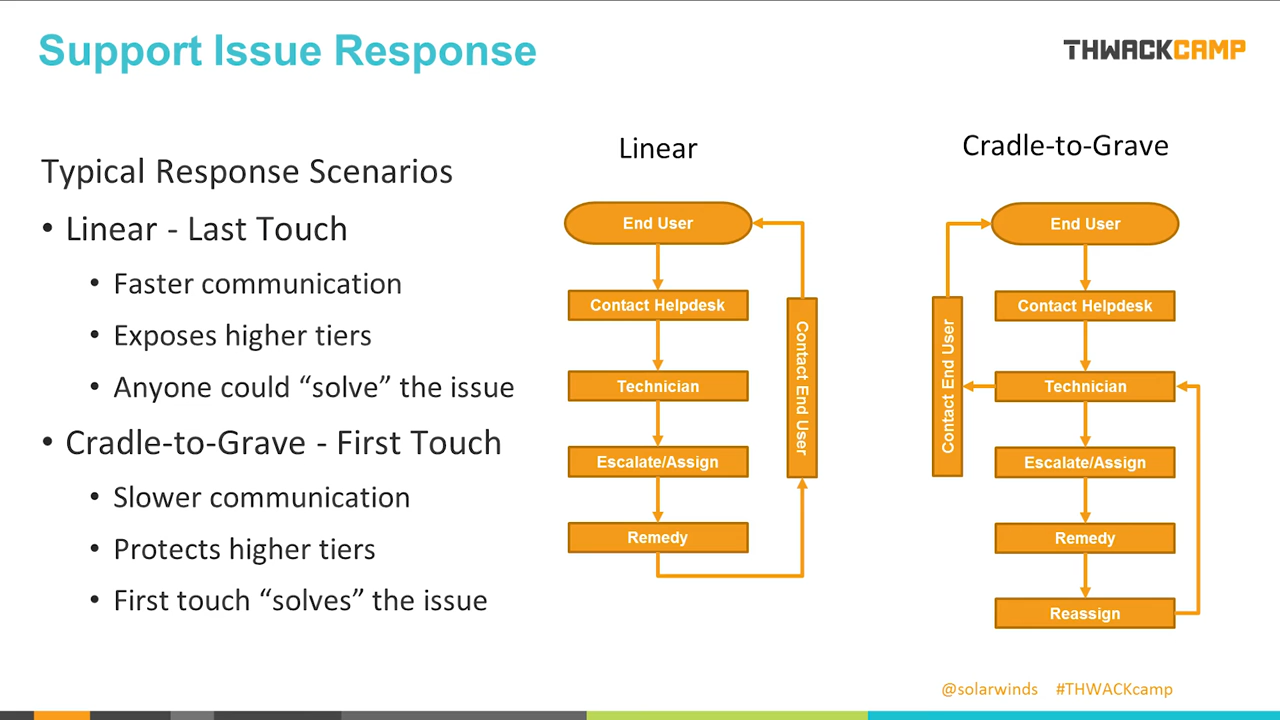 Support Issue Response
THWACKCAMP
Typical Response Scenarios
• Linear - Last Touch
• Faster communication
• Exposes higher tiers
• Anyone could “solve” the issue
• Cradle-to-Grave - First Touch
• Slower communication
• Protects higher tiers
• First touch “solves” the issue
Linear
End User
Contact Helpdesk
Technician
Escalate/Assign
Remedy
Contact End User
Cradle-to-Grave
End User
Contact Helpdesk
Technician
Escalate/Assign
Remedy
Reassign
Contact End User
@solarwinds #THWACKcamp